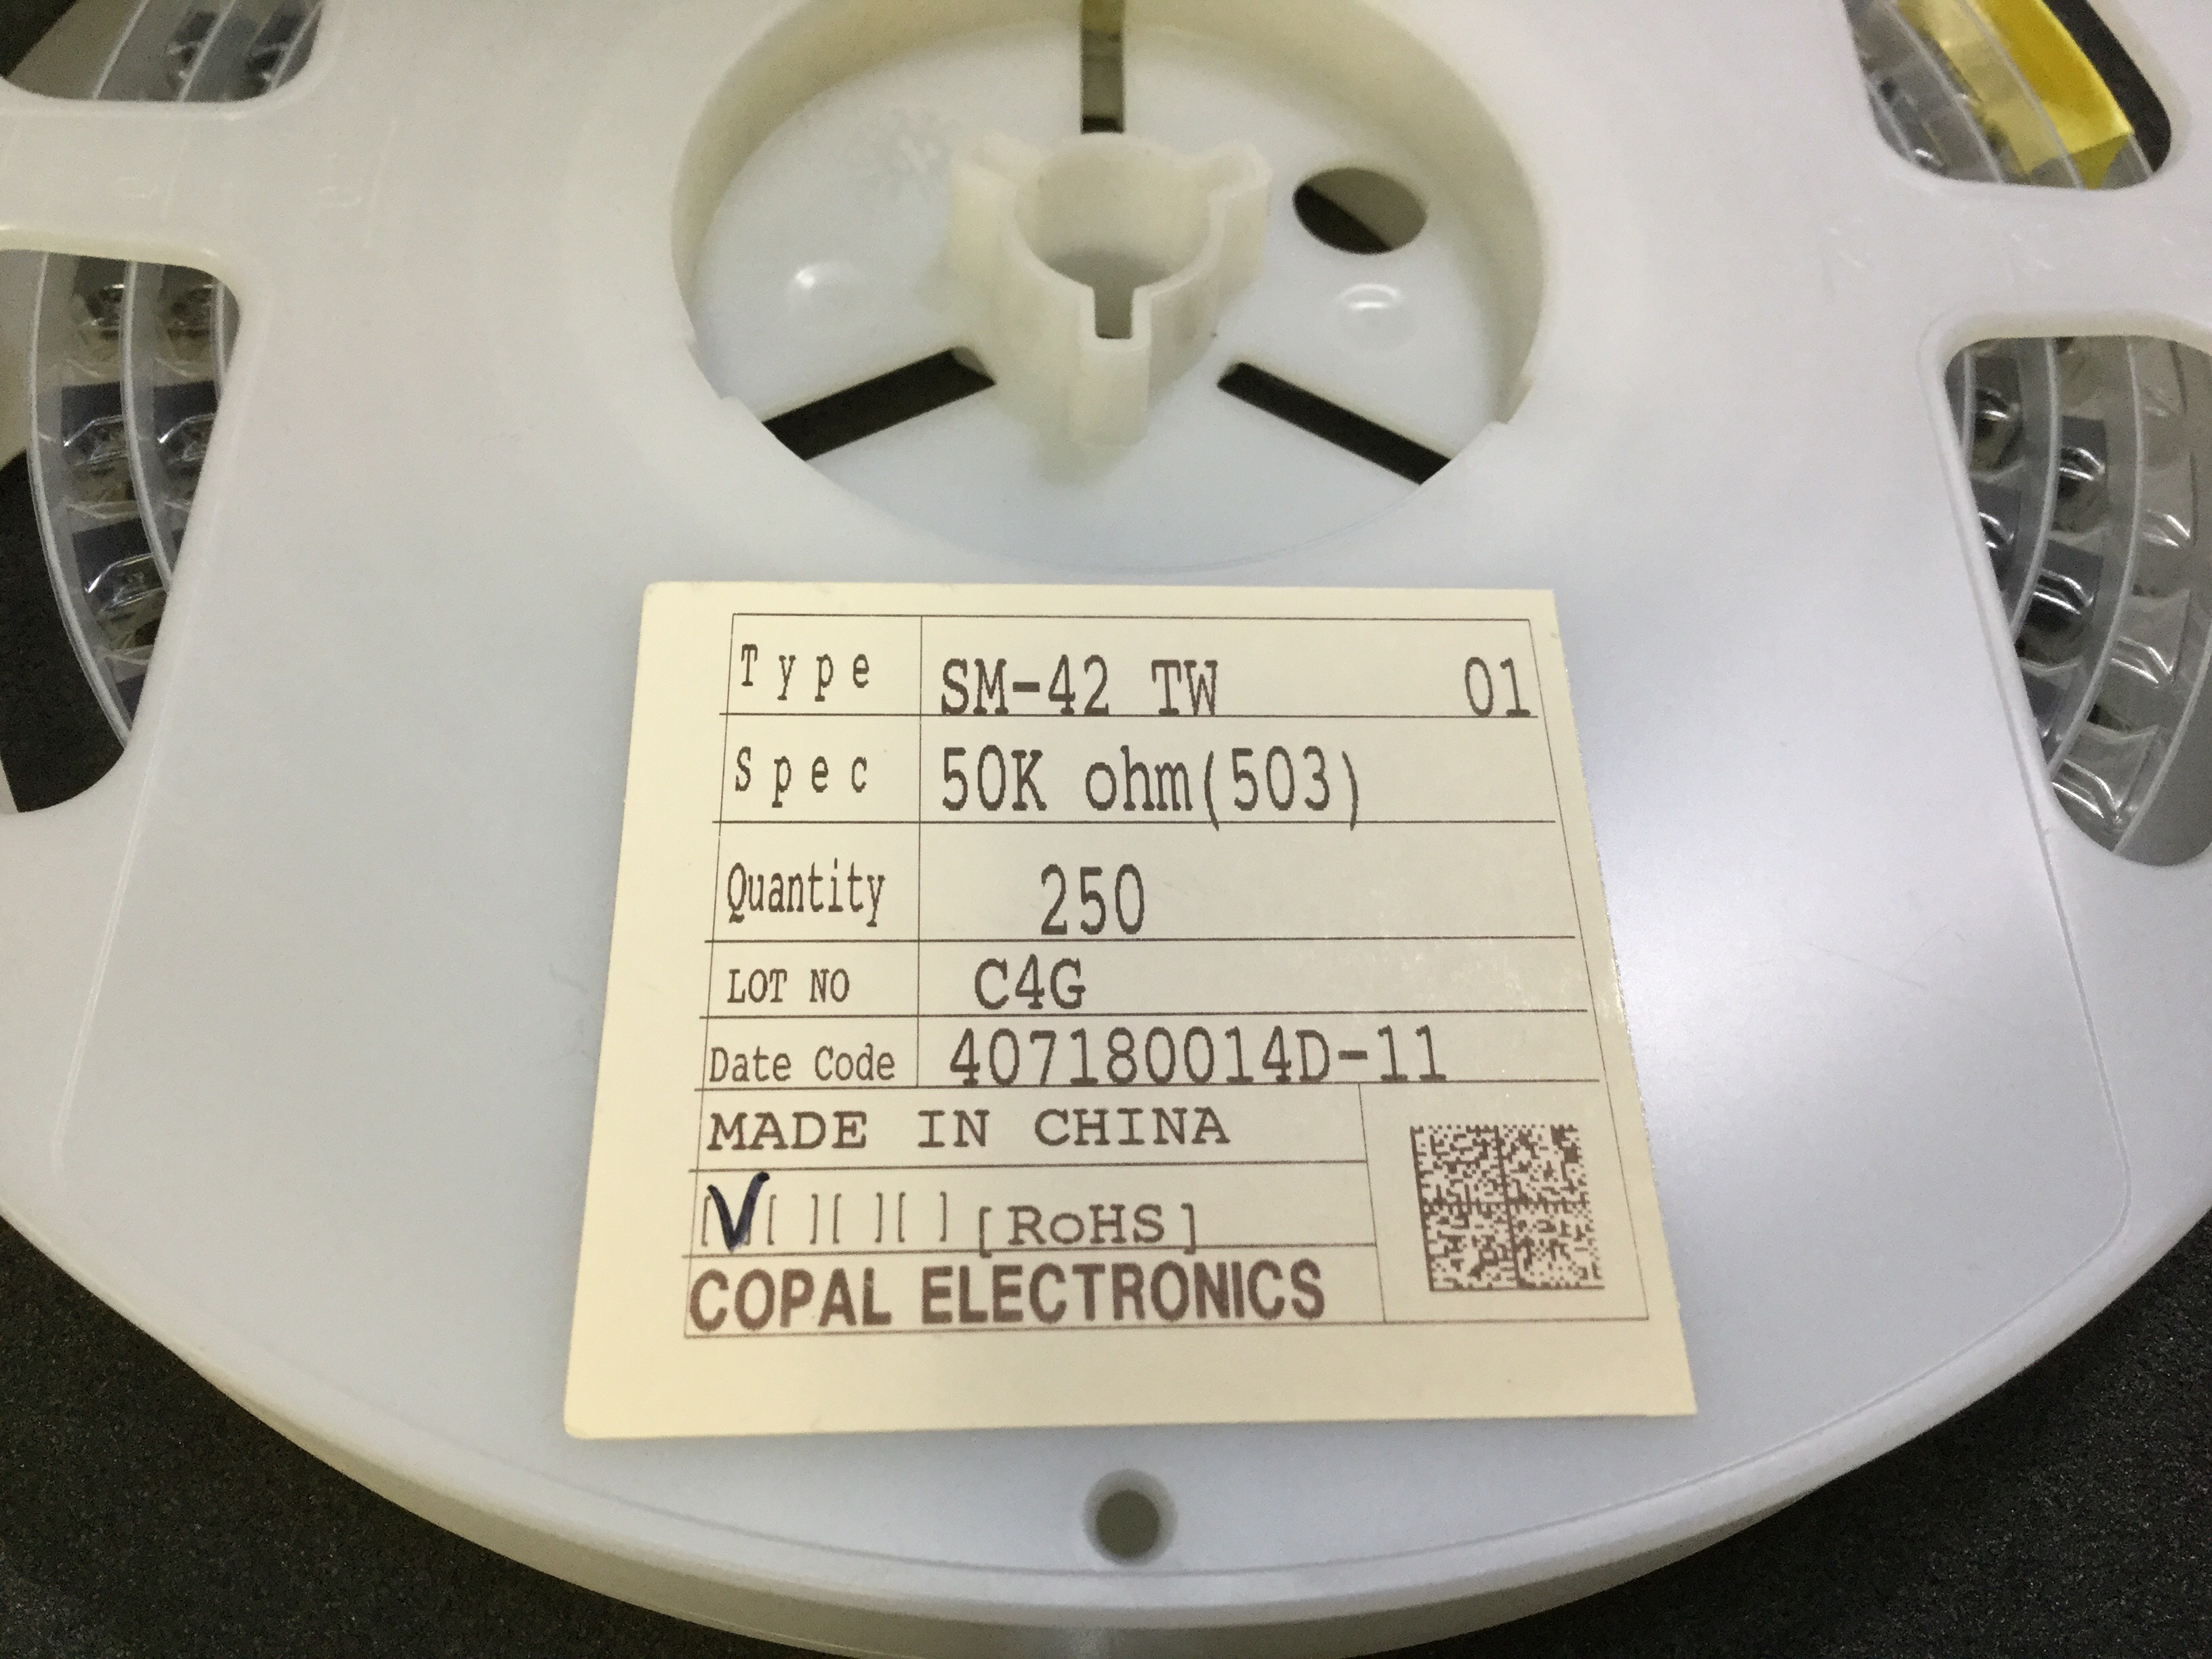 Type SM-42 TW 01
Spec 50K ohm(503)
Quantity 250
LOT NO C4G
Date Code 407180014D-11
MADE IN CHINA
[V][ ][ ][ ] [RoHS]
COPAL ELECTRONICS